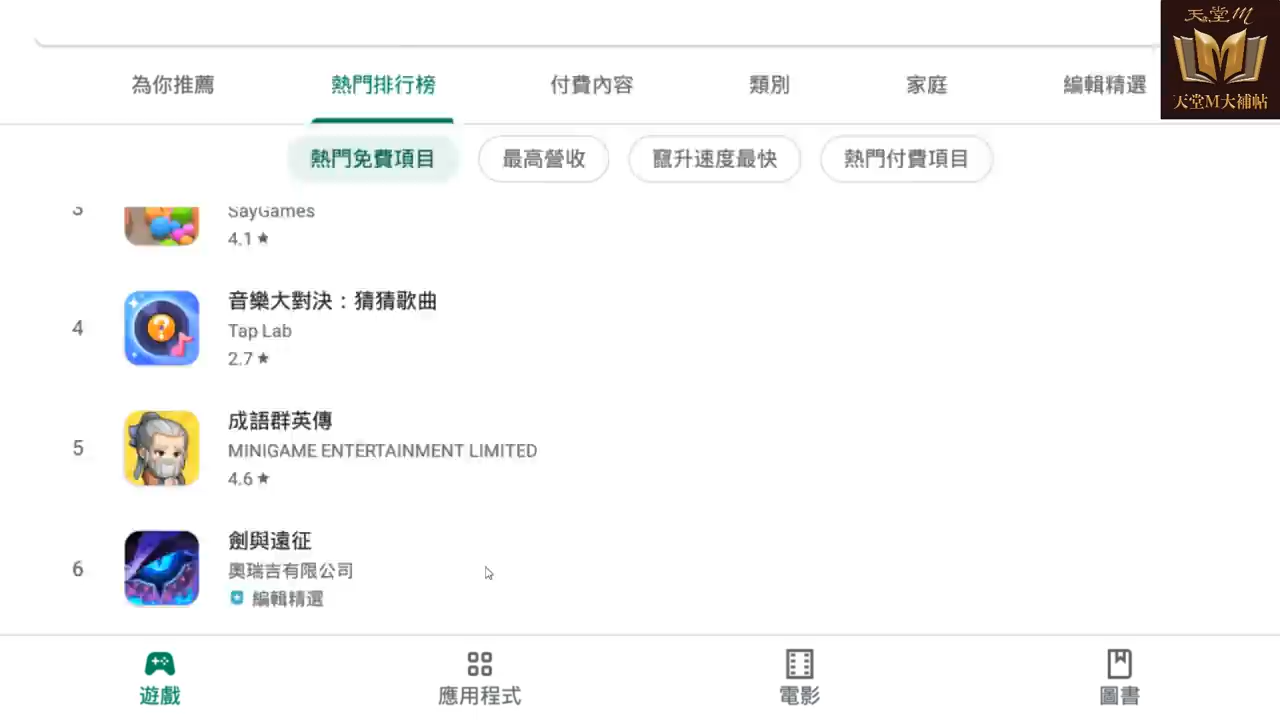 天堂M
天堂M大補帖
為你推薦
熱門排行榜
付費內容
類別
家庭
編輯精選
熱門免費項目
最高營收
竄升速度最快
熱門付費項目
3
SayGames
4.1 ★
4
音樂大對決：猜猜歌曲
Tap Lab
2.7 ★
5
成語群英傳
MINIGAME ENTERTAINMENT LIMITED
4.6 ★
6
劍與遠征
奧瑞吉有限公司
編輯精選
遊戲
應用程式
電影
圖書